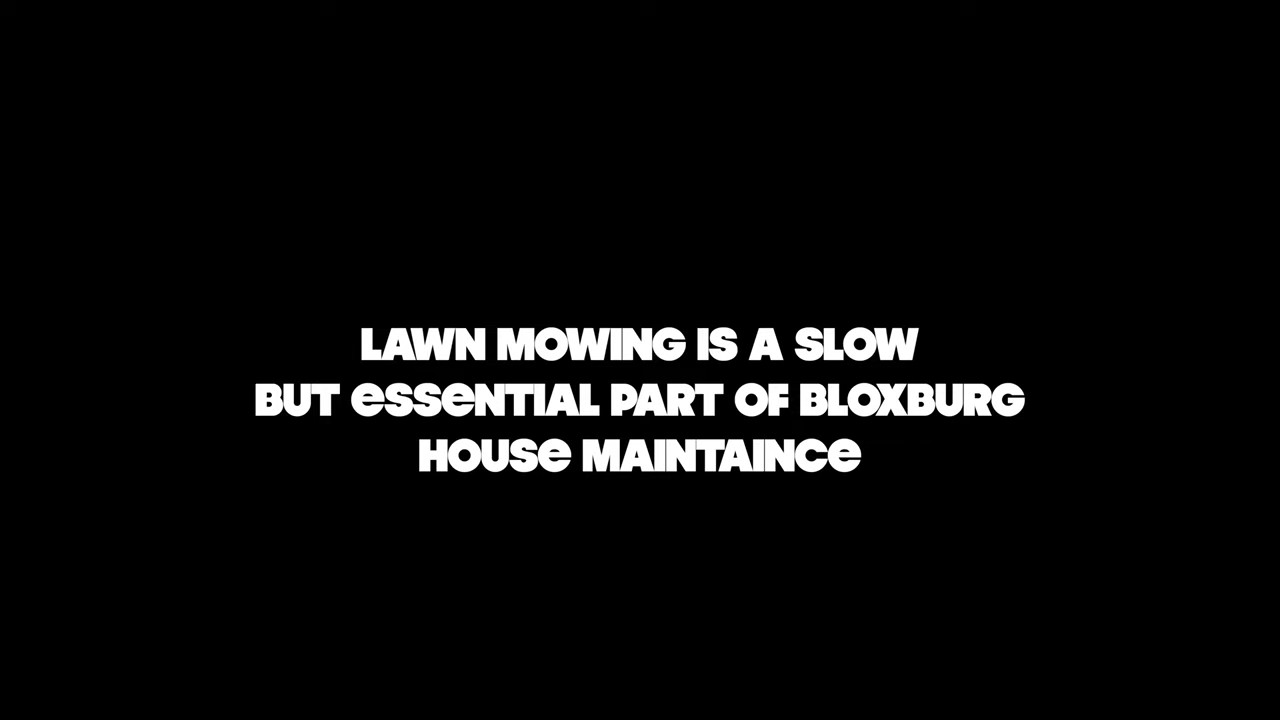 LAWN MOWING IS A SLOW
BUT eSSeNTIAL PART OF BLOXBURG
HOUSe MAINTAINCe